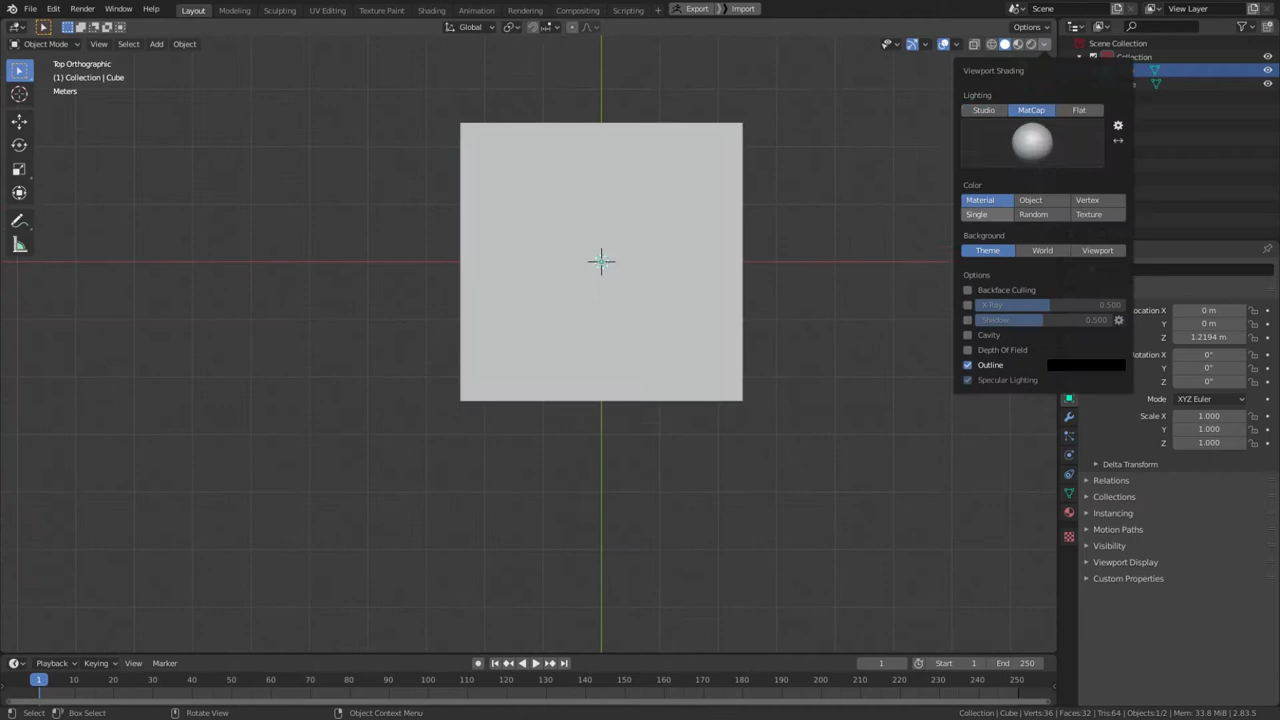 File Edit Render Window Help Layout Modeling Sculpting UV Editing Texture Paint Shading Animation Rendering Compositing Scripting + Export Import Scene View Layer
Global Options
Object Mode View Select Add Object Scene Collection
Top Orthographic Collection
(1) Collection | Cube Viewport Shading
Meters Lighting
Studio MatCap Flat
Color
Material Object Vertex
Single Random Texture
Background
Theme World Viewport
Options
Backface Culling
X-Ray 0.500 ocation X 0 m
Shadow 0.500 Y 0 m
Cavity Z 1.2194 m
Depth Of Field otation X 0°
Outline Y 0°
Specular Lighting Z 0°
Mode XYZ Euler
Scale X 1.000
Y 1.000
Z 1.000
Delta Transform
Relations
Collections
Instancing
Motion Paths
Visibility
Viewport Display
Custom Properties
Playback Keying View Marker 1 Start 1 End 250
1 10 20 30 40 50 60 70 80 90 100 110 120 130 140 150 160 170 180 190 200 210 220 230 240 250
Select Box Select Rotate View Object Context Menu Collection | Cube | Verts:36 | Faces:32 | Tris:64 | Objects:1/2 | Mem: 33.8 MiB | 2.83.5